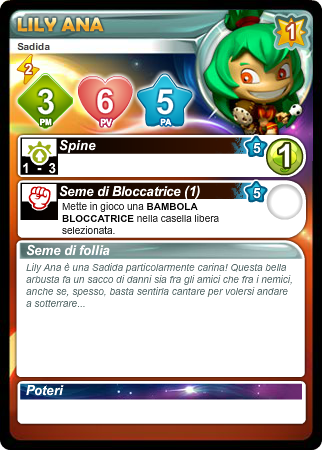 LILY ANA
1
Sadida
2
3
PM
6
PV
5
PA
Spine
5
1
1 - 3
Seme di Bloccatrice (1)
5
Mette in gioco una BAMBOLA
BLOCCATRICE nella casella libera
selezionata.
Seme di follia
Lily Ana è una Sadida particolarmente carina! Questa bella
arbusta fa un sacco di danni sia fra gli amici che fra i nemici,
anche se, spesso, basta sentirla cantare per volersi andare
a sotterrare...
Poteri